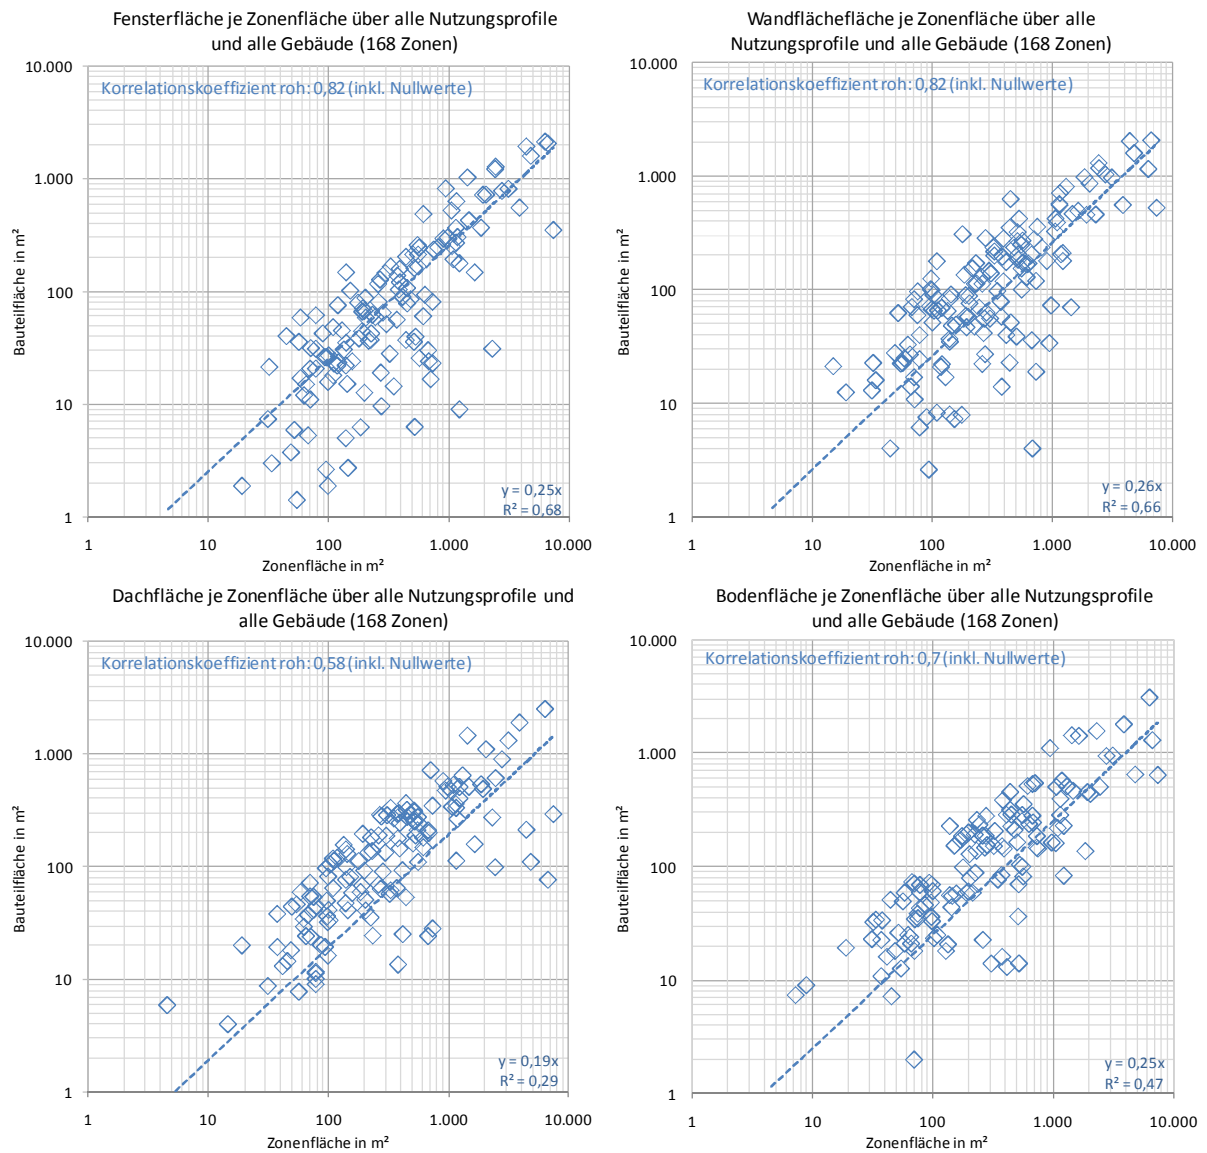 Fensterfläche je Zonenfläche über alle Nutzungsprofile
und alle Gebäude (168 Zonen)
10.000
Korrelationskoeffizient roh: 0,82 (inkl. Nullwerte)
1.000
100
10
1
Bauteilfläche in m²
y = 0,25x
R² = 0,68
1
10
100
1.000
10.000
Zonenfläche in m²
Wandflächefläche je Zonenfläche über alle
Nutzungsprofile und alle Gebäude (168 Zonen)
10.000
Korrelationskoeffizient roh: 0,82 (inkl. Nullwerte)
1.000
100
10
1
Bauteilfläche in m²
y = 0,26x
R² = 0,66
1
10
100
1.000
10.000
Zonenfläche in m²
Dachfläche je Zonenfläche über alle Nutzungsprofile und
alle Gebäude (168 Zonen)
10.000
Korrelationskoeffizient roh: 0,58 (inkl. Nullwerte)
1.000
100
10
1
Bauteilfläche in m²
y = 0,19x
R² = 0,29
1
10
100
1.000
10.000
Zonenfläche in m²
Bodenfläche je Zonenfläche über alle Nutzungsprofile
und alle Gebäude (168 Zonen)
10.000
Korrelationskoeffizient roh: 0,7 (inkl. Nullwerte)
1.000
100
10
1
Bauteilfläche in m²
y = 0,25x
R² = 0,47
1
10
100
1.000
10.000
Zonenfläche in m²